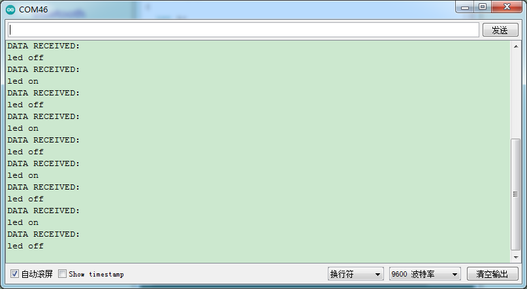 COM46
发送
DATA RECEIVED:
led off
DATA RECEIVED:
led on
DATA RECEIVED:
led off
DATA RECEIVED:
led on
DATA RECEIVED:
led off
DATA RECEIVED:
led on
DATA RECEIVED:
led off
DATA RECEIVED:
led on
DATA RECEIVED:
led off
自动滚屏 Show timestamp 换行符 9600 波特率 清空输出